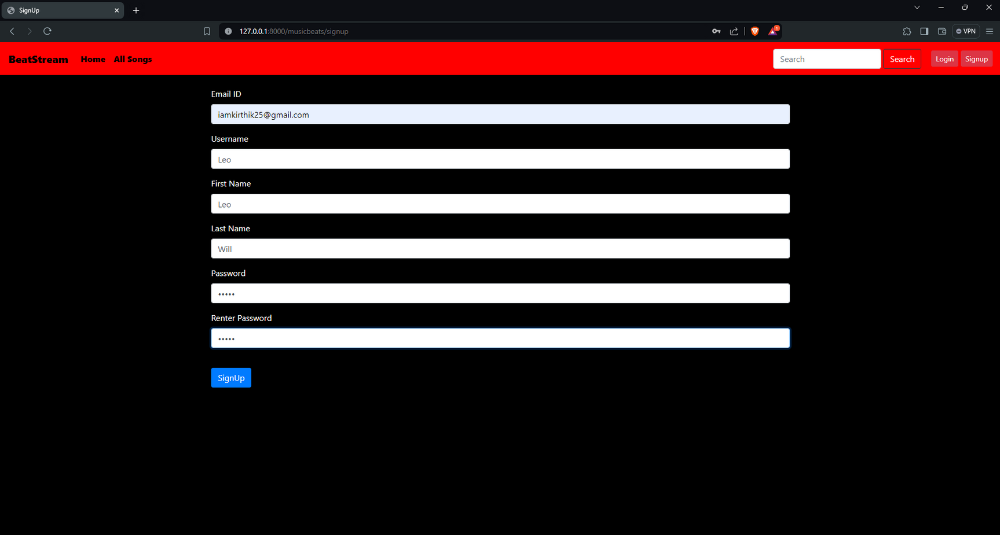 SignUp
127.0.0.1:8000/musicbeats/signup
1
VPN
BeatStream Home All Songs Search Search Login Signup
Email ID
iamkirthik25@gmail.com
Username
Leo
First Name
Leo
Last Name
Will
Password
•••••
Renter Password
•••••
SignUp